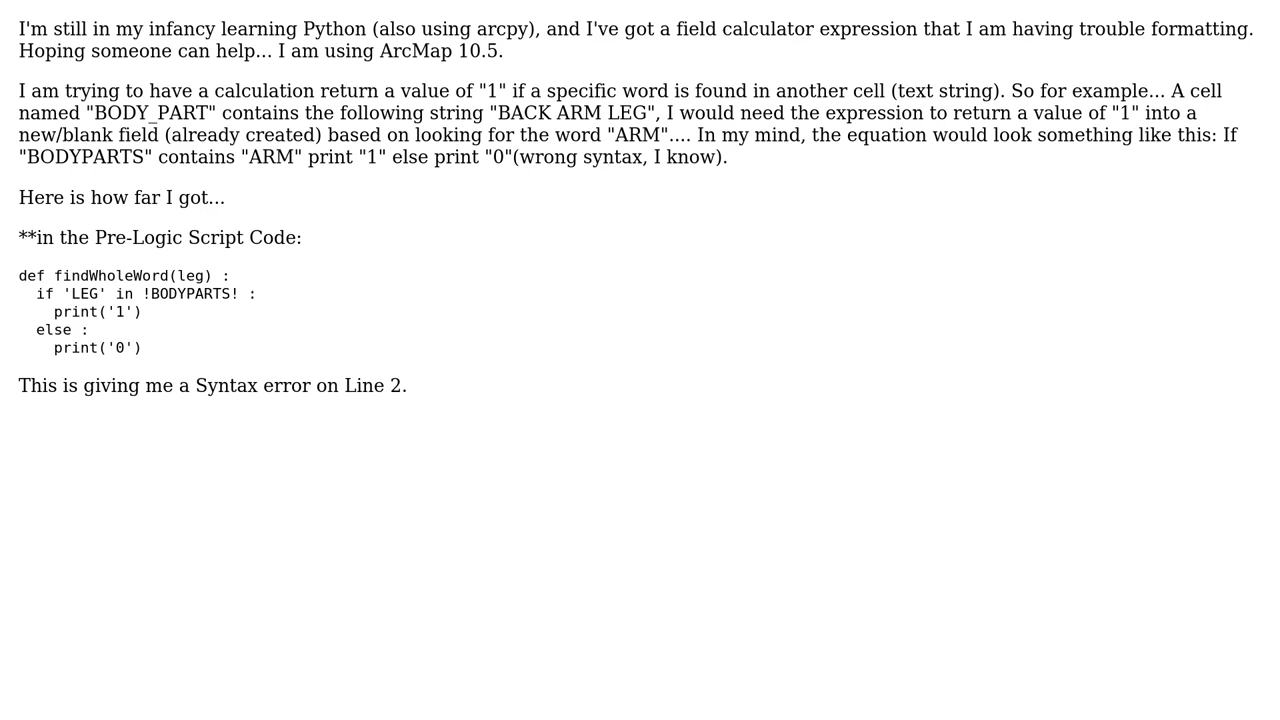 I'm still in my infancy learning Python (also using arcpy), and I've got a field calculator expression that I am having trouble formatting.
Hoping someone can help... I am using ArcMap 10.5.
I am trying to have a calculation return a value of "1" if a specific word is found in another cell (text string). So for example... A cell
named "BODY_PART" contains the following string "BACK ARM LEG", I would need the expression to return a value of "1" into a
new/blank field (already created) based on looking for the word "ARM".... In my mind, the equation would look something like this: If
"BODYPARTS" contains "ARM" print "1" else print "0"(wrong syntax, I know).
Here is how far I got...
**in the Pre-Logic Script Code:
def findWholeWord(leg) :
  if 'LEG' in !BODYPARTS! :
    print('1')
  else :
    print('0')
This is giving me a Syntax error on Line 2.